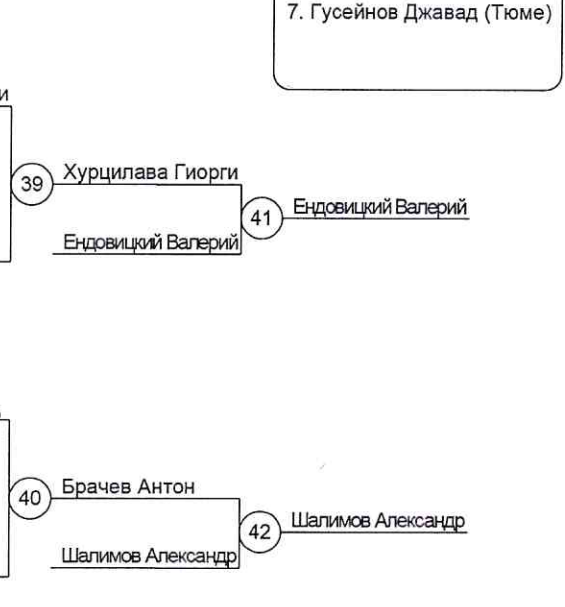 7. Гусейнов Джавад (Тюме)
и
39
Хурцилава Гиорги
41
Ендовицкий Валерий
Ендовицкий Валерий
40
Брачев Антон
42
Шалимов Александр
Шалимов Александр